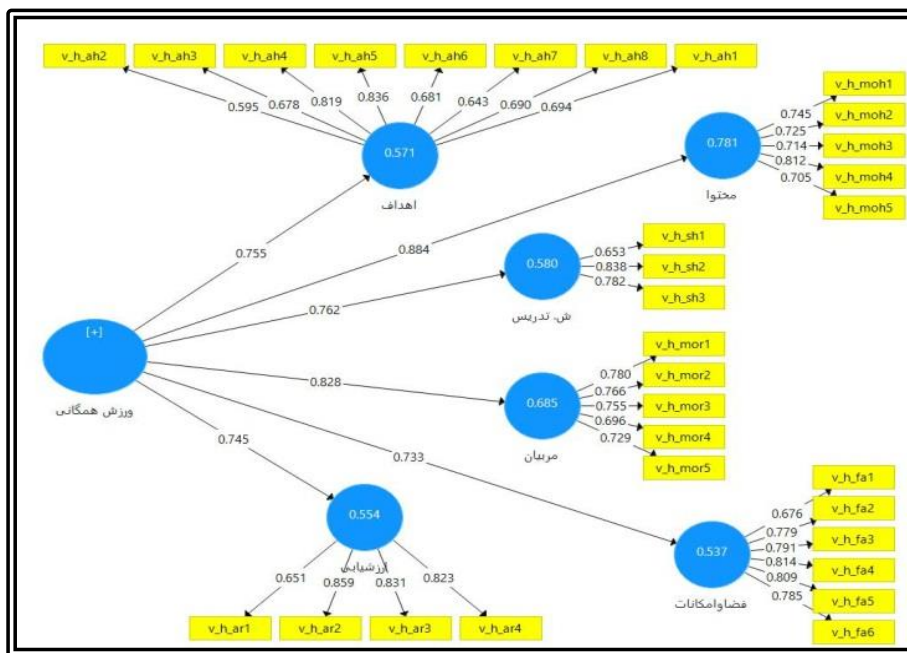 v_h_ah2 v_h_ah3 v_h_ah4 v_h_ah5 v_h_ah6 v_h_ah7 v_h_ah8 v_h_ah1
0.595 0.678 0.819 0.836 0.681 0.643 0.690 0.694
0.571
اهداف
v_h_moh1
v_h_moh2
v_h_moh3
v_h_moh4
v_h_moh5
0.745
0.725
0.714
0.812
0.705
0.781
محتوا
0.755
0.884
0.762
0.828
0.745
0.733
v_h_sh1
v_h_sh2
v_h_sh3
0.653
0.838
0.782
0.580
ش. تدریس
[+]
ورزش همگانی
v_h_mor1
v_h_mor2
v_h_mor3
v_h_mor4
v_h_mor5
0.780
0.766
0.755
0.696
0.729
0.685
مربیان
0.554
ارزشیابی
0.651 0.859 0.831 0.823
v_h_ar1 v_h_ar2 v_h_ar3 v_h_ar4
v_h_fa1
v_h_fa2
v_h_fa3
v_h_fa4
v_h_fa5
v_h_fa6
0.676
0.779
0.791
0.814
0.809
0.785
0.537
فضاوامکانات